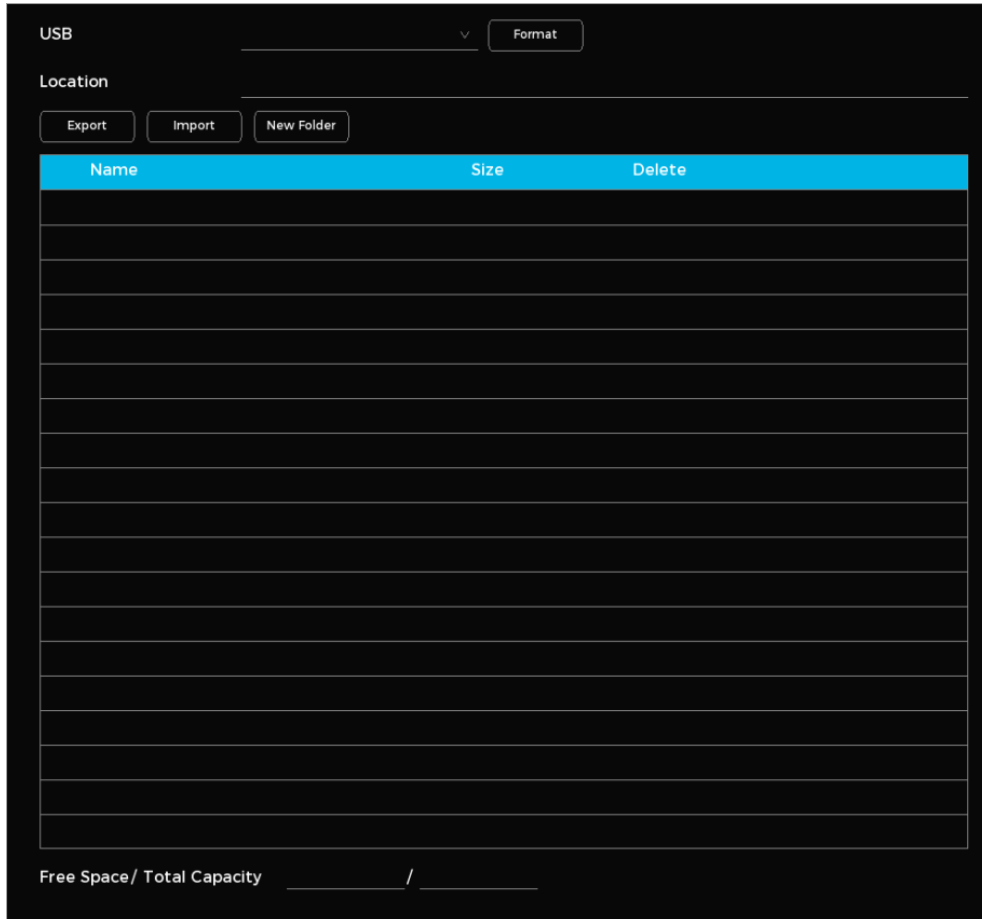 USB Format
Location
Export Import New Folder
Name Size Delete
Free Space/ Total Capacity /